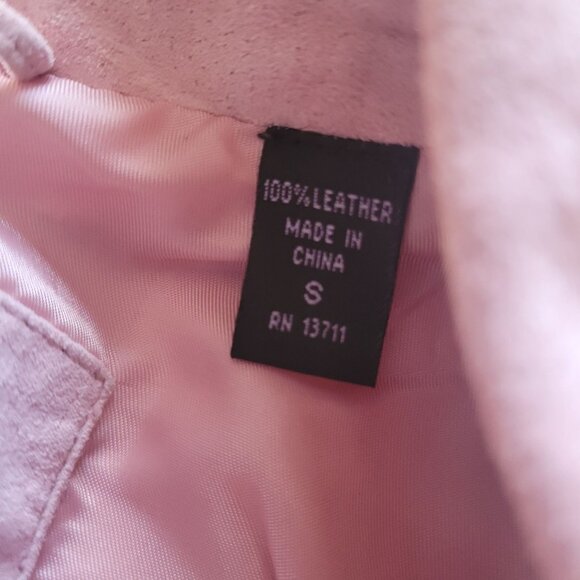 100% LEATHER
MADE IN
CHINA
S
RN 13711